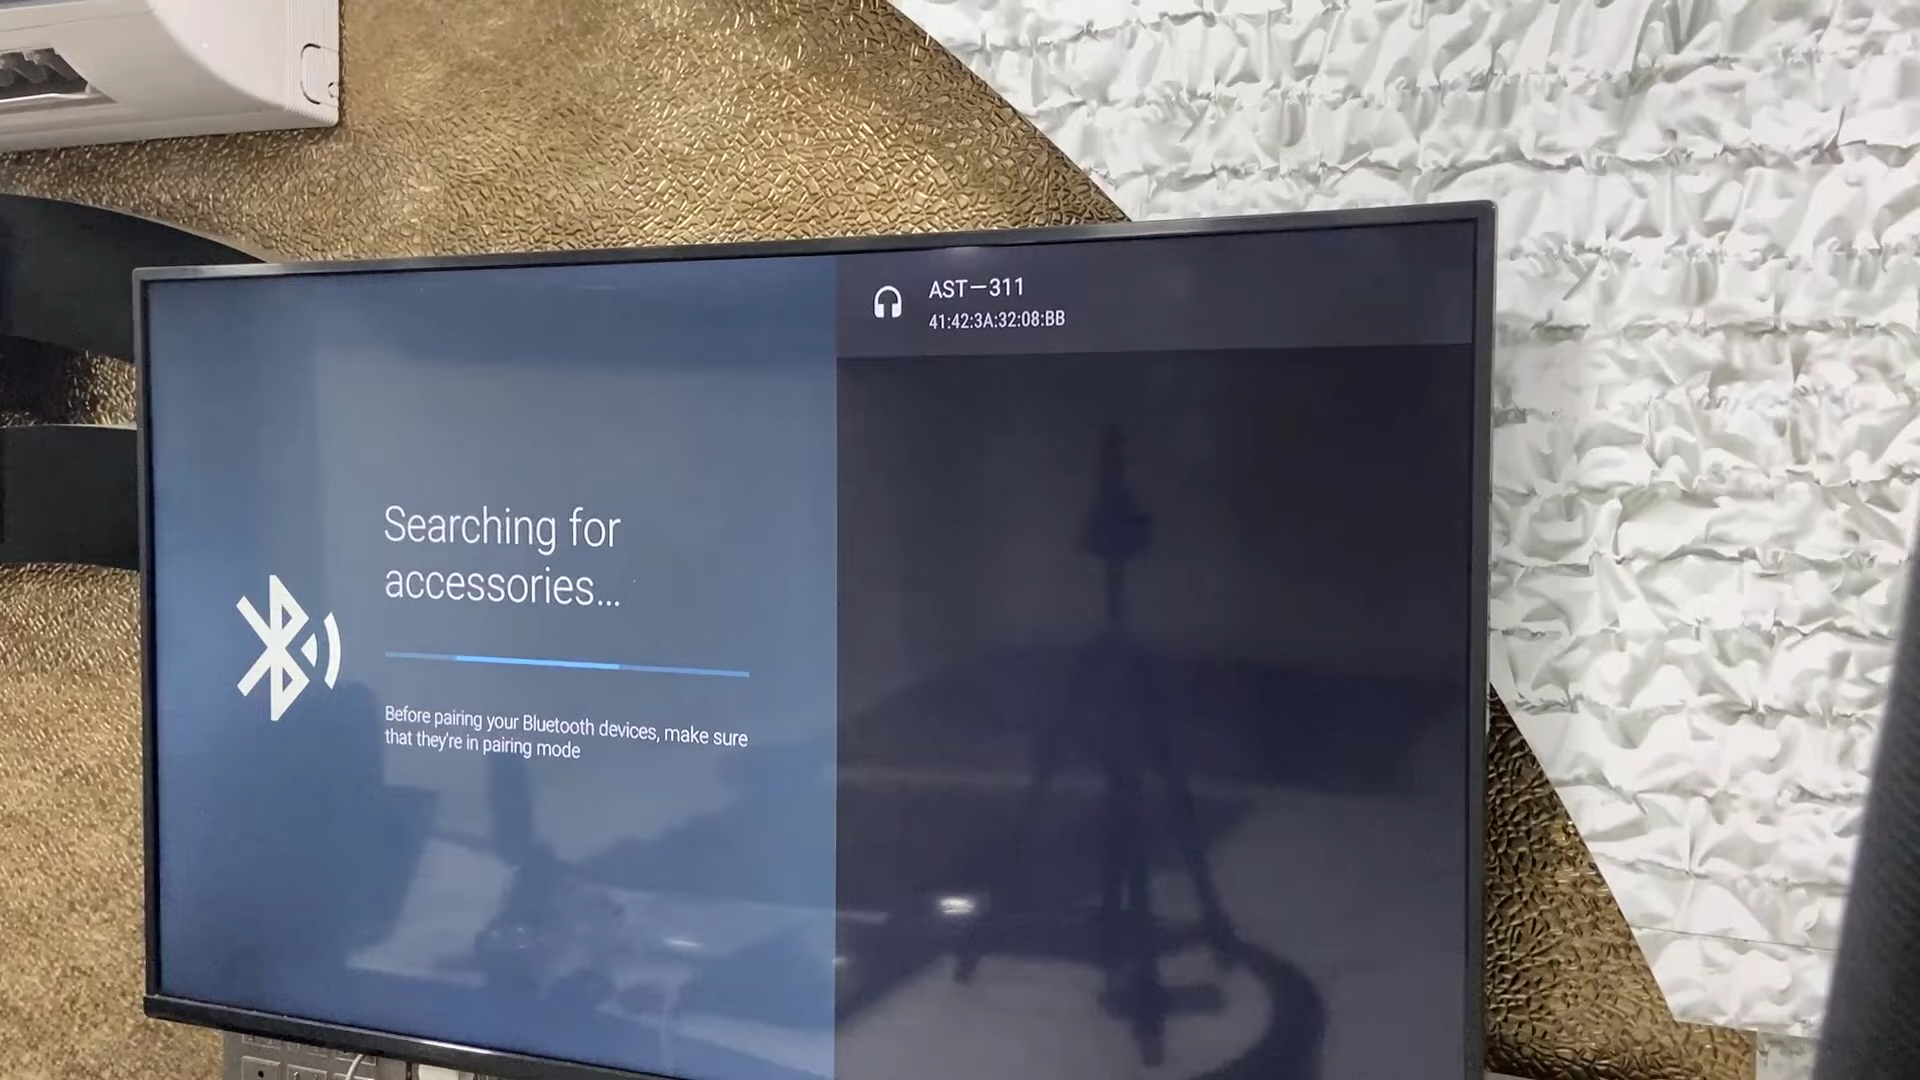 AST-311
41:42:3A:32:08:BB
Searching for
accessories...
Before pairing your Bluetooth devices, make sure
that they're in pairing mode